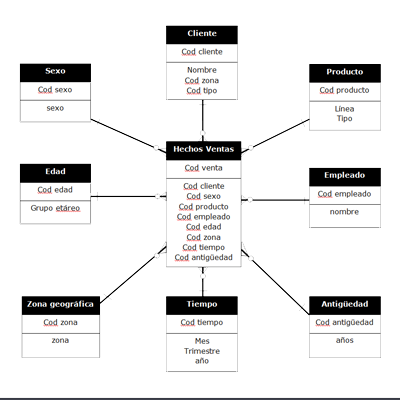 Cliente
Cod cliente
Nombre
Cod zona
Cod tipo
Sexo
Cod sexo
sexo
Producto
Cod producto
Línea
Tipo
Hechos Ventas
Cod venta
Cod cliente
Cod sexo
Cod producto
Cod empleado
Cod edad
Cod zona
Cod tiempo
Cod antigüedad
Edad
Cod edad
Grupo etáreo
Empleado
Cod empleado
nombre
Zona geográfica
Cod zona
zona
Tiempo
Cod tiempo
Mes
Trimestre
año
Antigüedad
Cod antigüedad
años